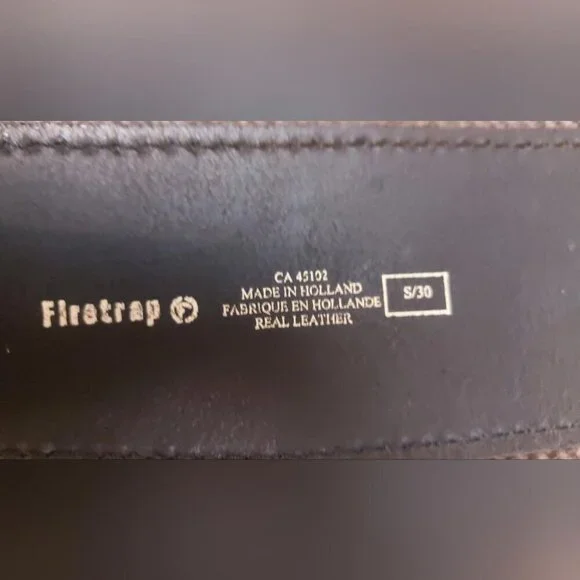 Firetrap F
CA 45102
MADE IN HOLLAND
FABRIQUE EN HOLLANDE
REAL LEATHER
S/30